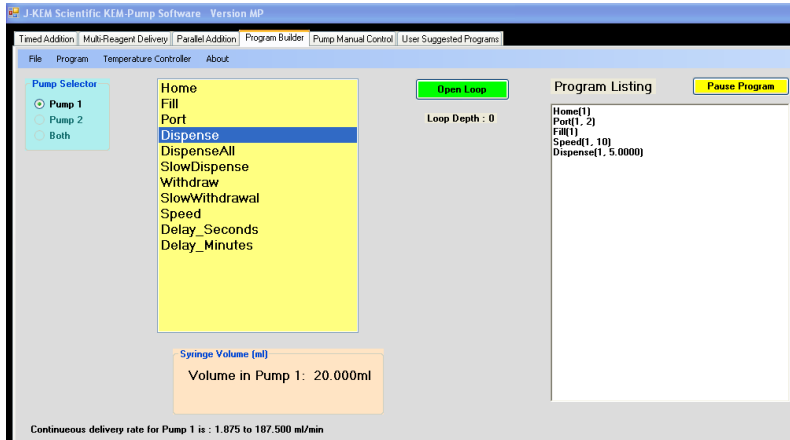 J-KEM Scientific KEM-Pump Software Version MP
Timed Addition Multi-Reagent Delivery Parallel Addition Program Builder Pump Manual Control User Suggested Programs
File Program Temperature Controller About
Pump Selector
Pump 1
Pump 2
Both
Home
Fill
Port
Dispense
DispenseAll
SlowDispense
Withdraw
SlowWithdrawal
Speed
Delay_Seconds
Delay_Minutes
Open Loop
Loop Depth : 0
Program Listing
Pause Program
Home(1)
Port(1, 2)
Fill(1)
Speed(1, 10)
Dispense(1, 5.0000)
Syringe Volume (ml)
Volume in Pump 1: 20.000ml
Continueous delivery rate for Pump 1 is : 1.875 to 187.500 ml/min